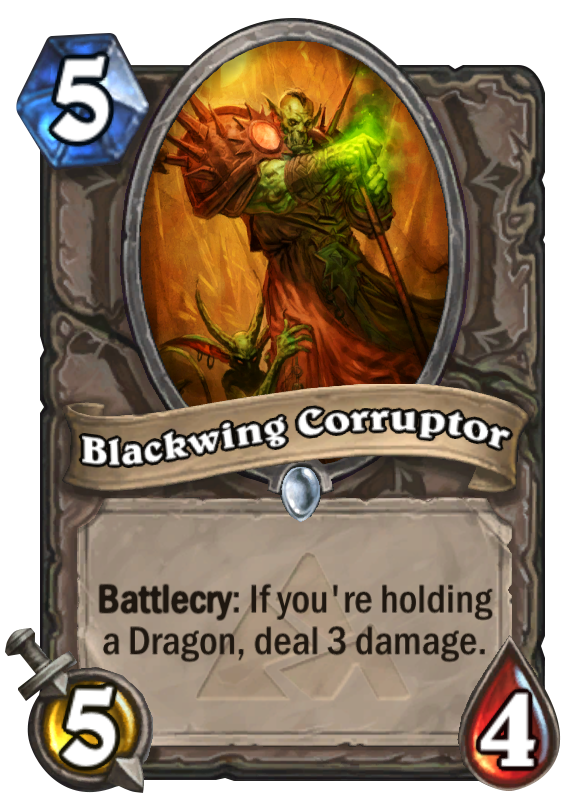 5
Blackwing Corruptor
Battlecry: If you're holding
a Dragon, deal 3 damage.
5
4